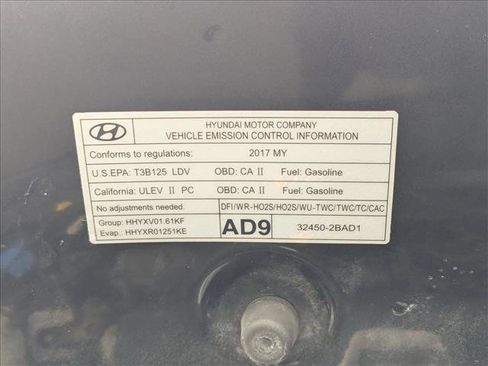 HYUNDAI MOTOR COMPANY
VEHICLE EMISSION CONTROL INFORMATION
Conforms to regulations: 2017 MY
U.S.EPA: T3B125 LDV OBD: CA II Fuel: Gasoline
California: ULEV II PC OBD: CA II Fuel: Gasoline
No adjustments needed. DFI/WR-HO2S/HO2S/WU-TWC/TWC/TC/CAC
Group: HHYXV01.61KF
Evap.: HHYXR01251KE
AD9 32450-2BAD1